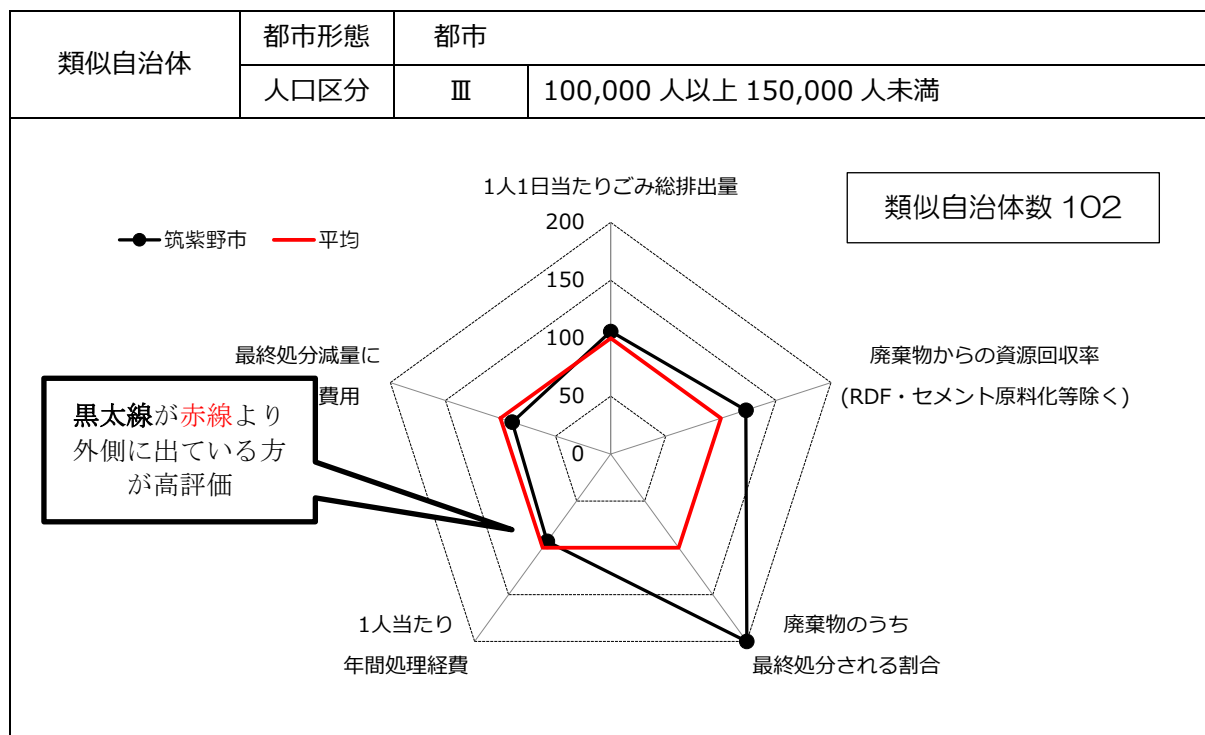 類似自治体
都市形態 都市
人口区分 Ⅲ 100,000 人以上 150,000 人未満
1人1日当たりごみ総排出量
類似自治体数 102
筑紫野市 平均
200
150
100
50
0
廃棄物からの資源回収率
(RDF・セメント原料化等除く)
最終処分減量に
費用
黒太線が赤線より
外側に出ている方
が高評価
1人当たり
年間処理経費
廃棄物のうち
最終処分される割合